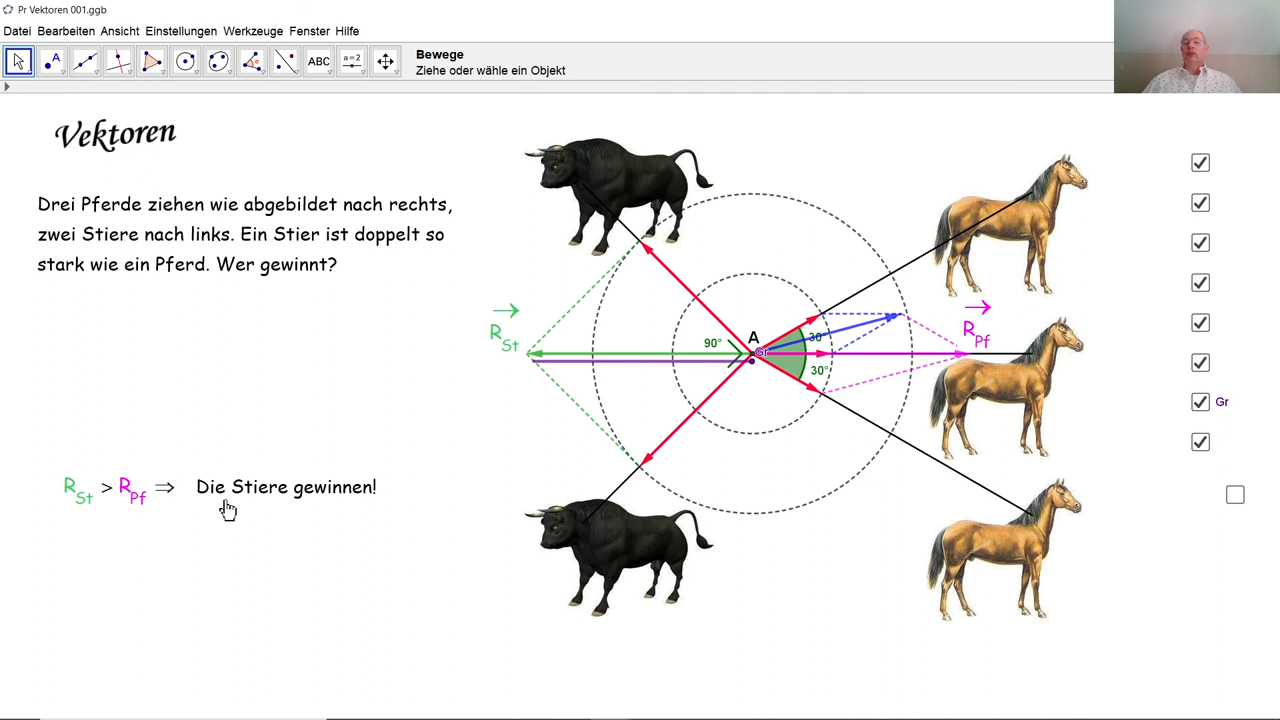 Pr Vektoren 001.ggb
Datei Bearbeiten Ansicht Einstellungen Werkzeuge Fenster Hilfe
A ABC a=2
Bewege
Ziehe oder wähle ein Objekt
Vektoren
Drei Pferde ziehen wie abgebildet nach rechts,
zwei Stiere nach links. Ein Stier ist doppelt so
stark wie ein Pferd. Wer gewinnt?
R St
90°
A
Gr
30°
30°
R Pf
Gr
R St > R Pf ⇒ Die Stiere gewinnen!